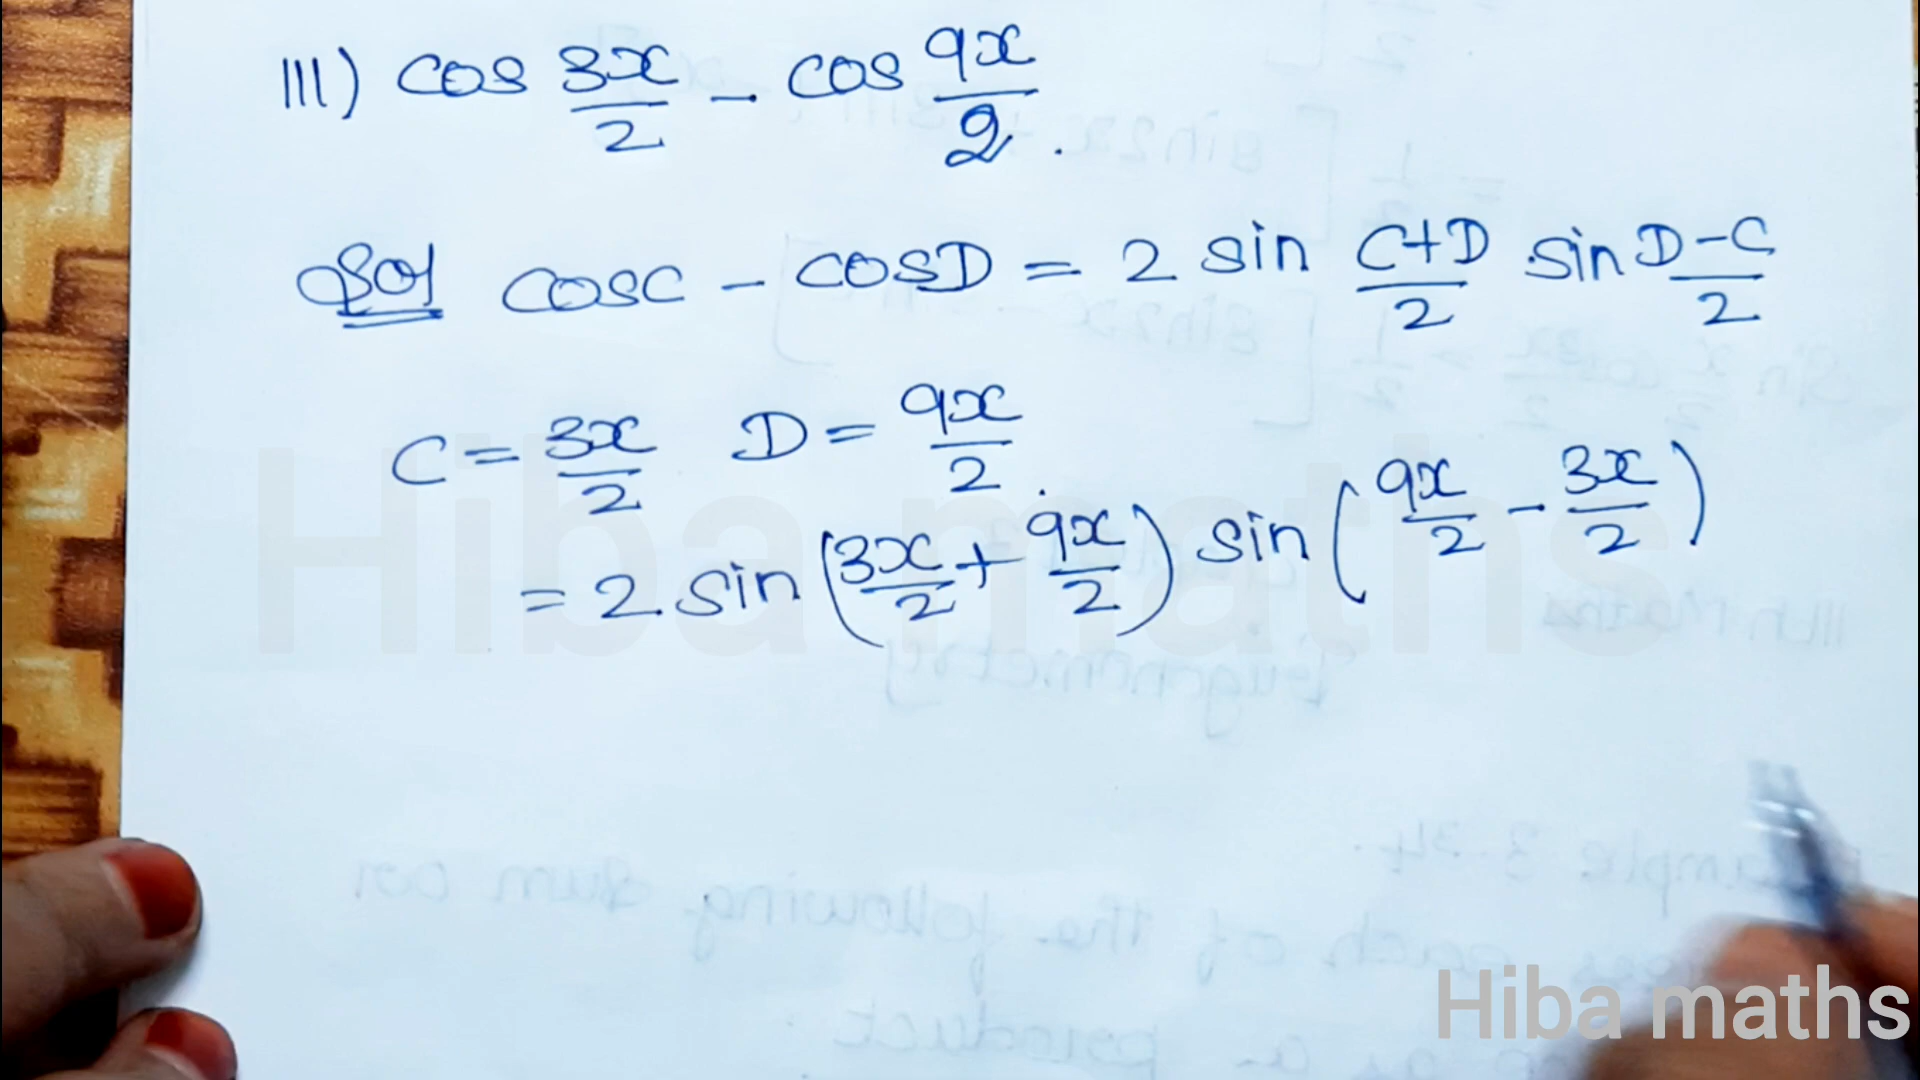 III) cos 3x/2 - cos 9x/2.
Sol cosC - cosD = 2 sin C+D/2 sin D-C/2
C = 3x/2 D = 9x/2.
= 2 sin (3x/2 + 9x/2) sin (9x/2 - 3x/2)
Hiba maths
Hiba maths